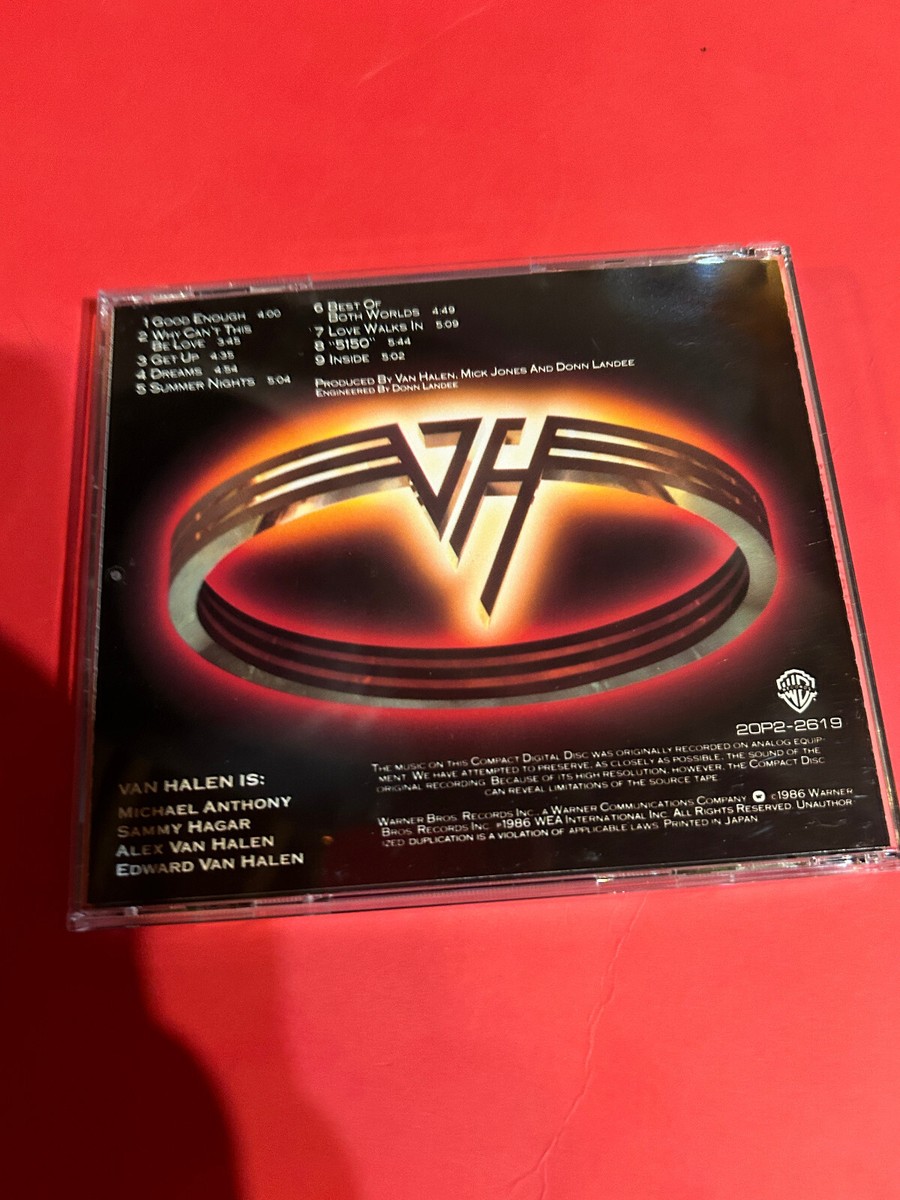 1 GOOD ENOUGH 4:00
2 WHY CAN'T THIS
BE LOVE 3:45
3 GET UP 4:35
4 DREAMS 4:54
5 SUMMER NIGHTS 5:04
6 BEST OF
BOTH WORLDS 4:49
7 LOVE WALKS IN 5:09
8 "5150" 5:44
9 INSIDE 5:02
PRODUCED BY VAN HALEN, MICK JONES AND DONN LANDEE
ENGINEERED BY DONN LANDEE
VH
20P2-2619
THE MUSIC ON THIS COMPACT DIGITAL DISC WAS ORIGINALLY RECORDED ON ANALOG EQUIP-
MENT. WE HAVE ATTEMPTED TO PRESERVE, AS CLOSELY AS POSSIBLE, THE SOUND OF THE
ORIGINAL RECORDING. BECAUSE OF ITS HIGH RESOLUTION, HOWEVER, THE COMPACT DISC
CAN REVEAL LIMITATIONS OF THE SOURCE TAPE.
WARNER BROS. RECORDS INC., A WARNER COMMUNICATIONS COMPANY ©1986 WARNER
BROS. RECORDS INC. ℗1986 WEA INTERNATIONAL INC. ALL RIGHTS RESERVED. UNAUTHOR-
IZED DUPLICATION IS A VIOLATION OF APPLICABLE LAWS. PRINTED IN JAPAN
VAN HALEN IS:
MICHAEL ANTHONY
SAMMY HAGAR
ALEX VAN HALEN
EDWARD VAN HALEN